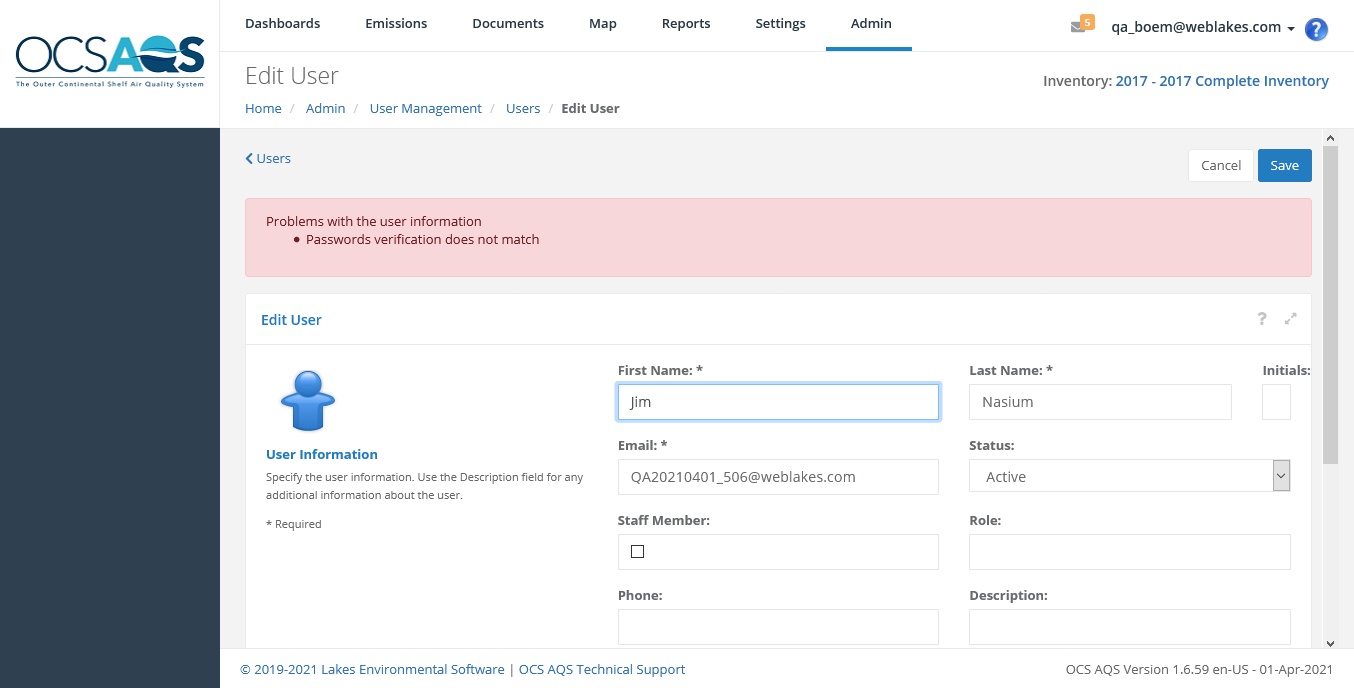 Dashboards Emissions Documents Map Reports Settings Admin 5 qa_boem@weblakes.com ?
OCSAQS
The Outer Continental Shelf Air Quality System
Edit User
Inventory: 2017 - 2017 Complete Inventory
Home / Admin / User Management / Users / Edit User
Users
Cancel Save
Problems with the user information
• Passwords verification does not match
Edit User ?
First Name: * Last Name: * Initials:
Jim Nasium
Email: * Status:
QA20210401_506@weblakes.com Active
User Information
Specify the user information. Use the Description field for any
additional information about the user.
* Required
Staff Member: Role:
Phone: Description:
© 2019-2021 Lakes Environmental Software | OCS AQS Technical Support
OCS AQS Version 1.6.59 en-US - 01-Apr-2021